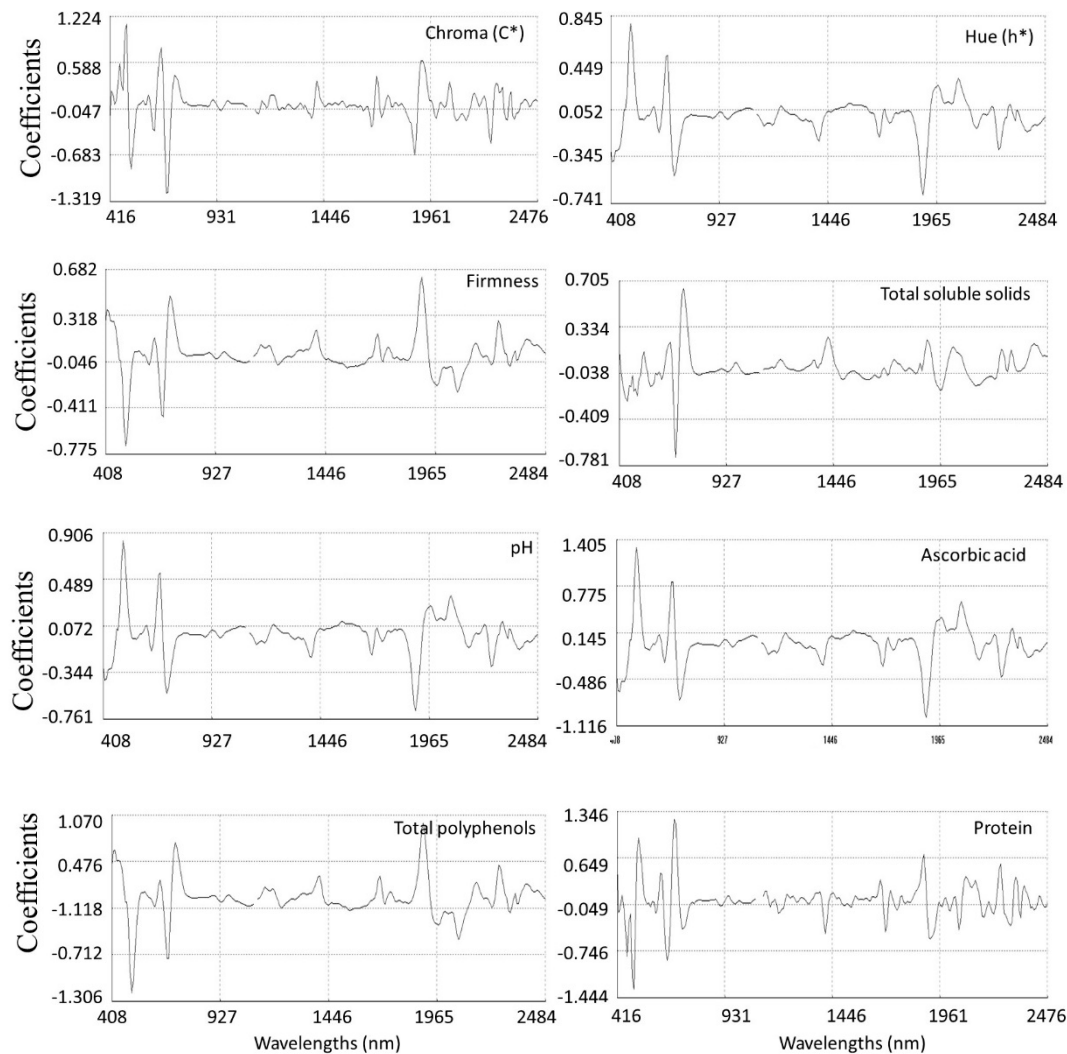 1.224
Chroma (C*)
0.588
-0.047
-0.683
-1.319
416 931 1446 1961 2476
Coefficients
0.845
Hue (h*)
0.449
0.052
-0.345
-0.741
408 927 1446 1965 2484
0.682
Firmness
0.318
-0.046
-0.411
-0.775
408 927 1446 1965 2484
Coefficients
0.705
Total soluble solids
0.334
-0.038
-0.409
-0.781
408 927 1446 1965 2484
0.906
pH
0.489
0.072
-0.344
-0.761
408 927 1446 1965 2484
Coefficients
1.405
Ascorbic acid
0.775
0.145
-0.486
-1.116
408 927 1446 1965 2484
1.070
Total polyphenols
0.476
-1.118
-0.712
-1.306
408 927 1446 1965 2484
Coefficients
Wavelengths (nm)
1.346
Protein
0.649
-0.049
-0.746
-1.444
416 931 1446 1961 2476
Wavelengths (nm)